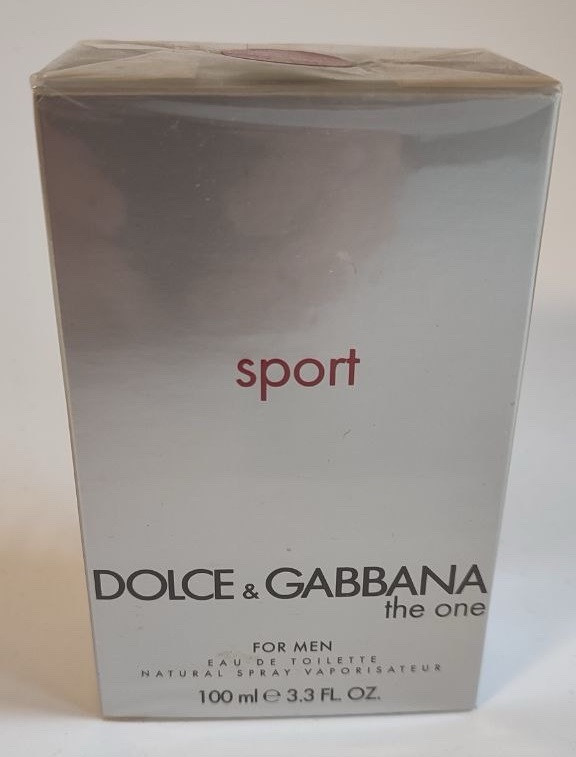 sport
DOLCE & GABBANA
the one
FOR MEN
EAU DE TOILETTE
NATURAL SPRAY VAPORISATEUR
100 ml ℮ 3.3 FL. OZ.